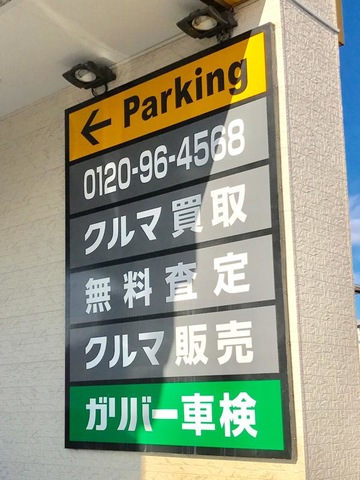 ← Parking
0120-96-4568
クルマ買取
無料査定
クルマ販売
ガリバー車検